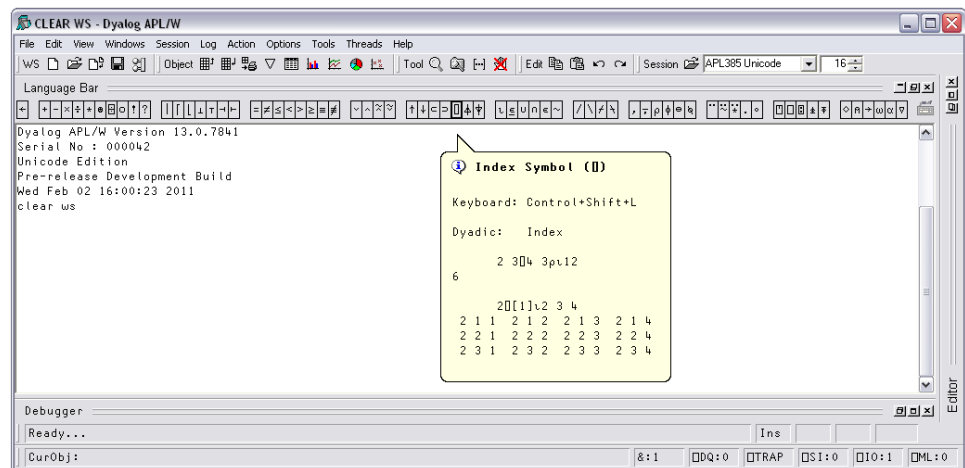 CLEAR WS - Dyalog APL/W
File Edit View Windows Session Log Action Options Tools Threads Help
WS Object Tool Edit Session APL385 Unicode 16
Language Bar
← + - × ÷ * ⍟ ⌹ ○ ! ? | ⌈ ⌊ ⊥ ⊤ ⊣ ⊢ = ≠ ≤ < > ≥ ≡ ≢ ∨ ∧ ⍱ ⍲ ↑ ↓ ⊂ ⊃ ⌷ ⍋ ⍒ ⍳ ⍷ ∪ ∩ ∊ ~ / \ ⌿ ⍀ , ⍪ ⍴ ⌽ ⊖ ⍉ ¨ ⍨ ⍣ . ∘ ⍞ ⎕ ⍠ ⍎ ⍕ ⋄ ⍝ → ⍵ ⍺ ∇
Dyalog APL/W Version 13.0.7841
Serial No : 000042
Unicode Edition
Pre-release Development Build
Wed Feb 02 16:00:23 2011
clear ws
Index Symbol (⌷)
Keyboard: Control+Shift+L
Dyadic: Index
2 3⌷4 3⍴⍳12
6
2⌷[1]⍳2 3 4
2 1 1 2 1 2 2 1 3 2 1 4
2 2 1 2 2 2 2 2 3 2 2 4
2 3 1 2 3 2 2 3 3 2 3 4
Editor
Debugger
Ready...
Ins
CurObj:
&:1
⎕DQ:0
⎕TRAP
⎕SI:0
⎕IO:1
⎕ML:0